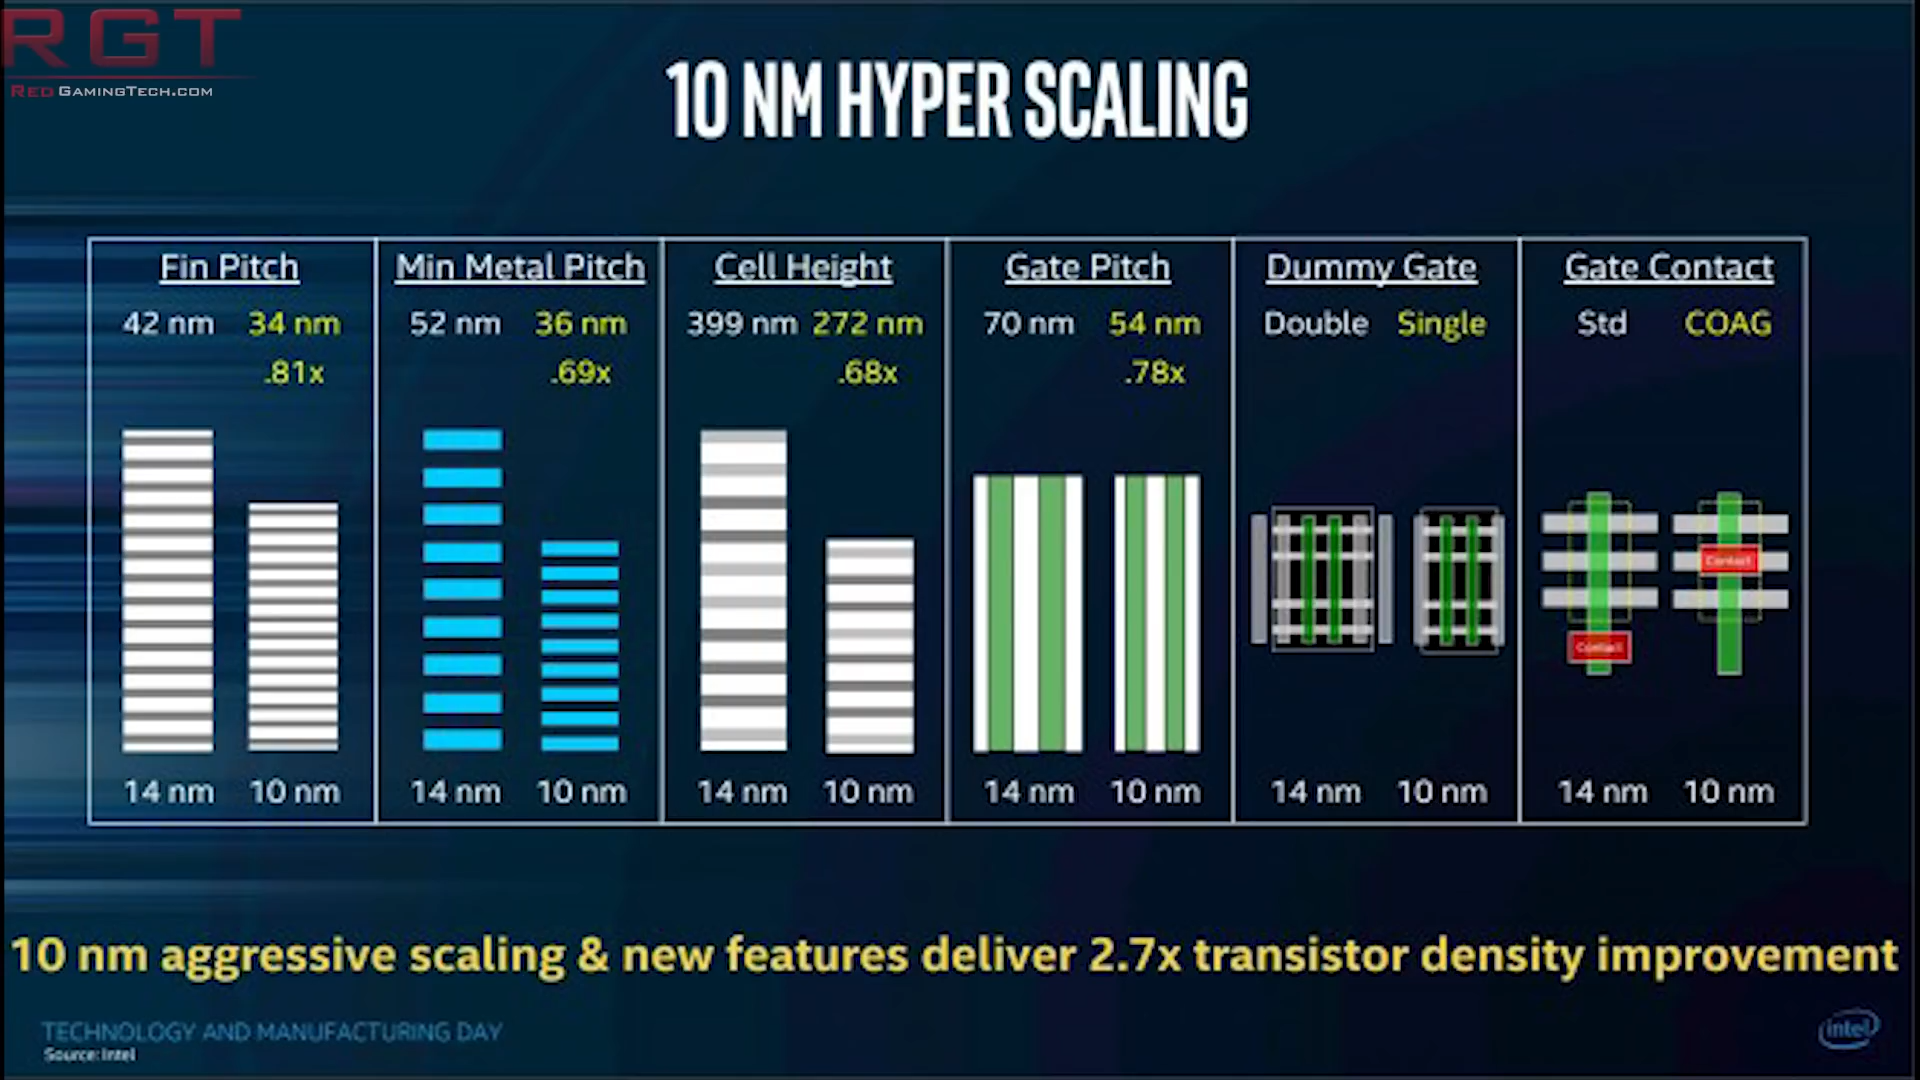 RGT
RedGamingTech.com
10 NM HYPER SCALING
Fin Pitch
42 nm 34 nm
.81x
14 nm 10 nm
Min Metal Pitch
52 nm 36 nm
.69x
14 nm 10 nm
Cell Height
399 nm 272 nm
.68x
14 nm 10 nm
Gate Pitch
70 nm 54 nm
.78x
14 nm 10 nm
Dummy Gate
Double Single
14 nm 10 nm
Gate Contact
Std COAG
Contact
Contact
14 nm 10 nm
10 nm aggressive scaling & new features deliver 2.7x transistor density improvement
TECHNOLOGY AND MANUFACTURING DAY
Source: Intel
intel